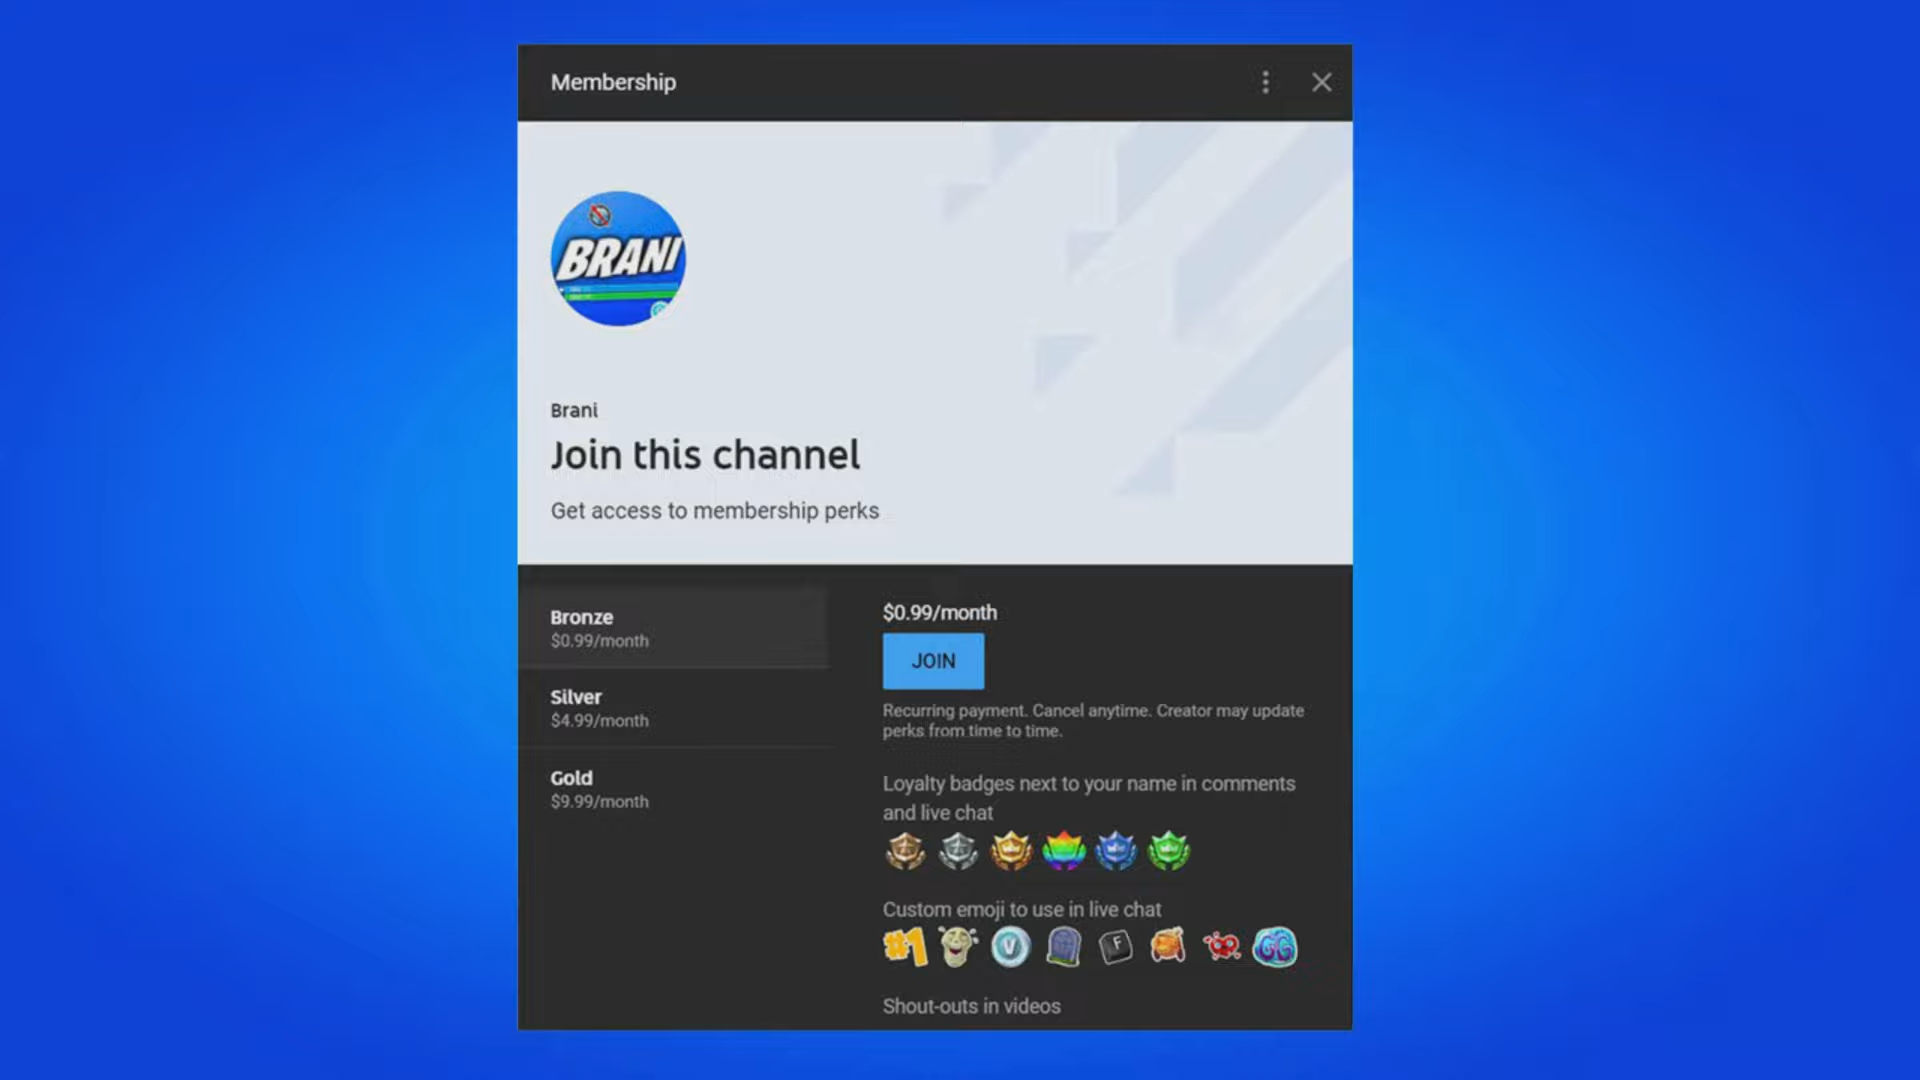 Membership
BRANI
Brani
Join this channel
Get access to membership perks
Bronze
$0.99/month
Silver
$4.99/month
Gold
$9.99/month
$0.99/month
JOIN
Recurring payment. Cancel anytime. Creator may update
perks from time to time.
Loyalty badges next to your name in comments
and live chat
Custom emoji to use in live chat
#1 V F GG
Shout-outs in videos